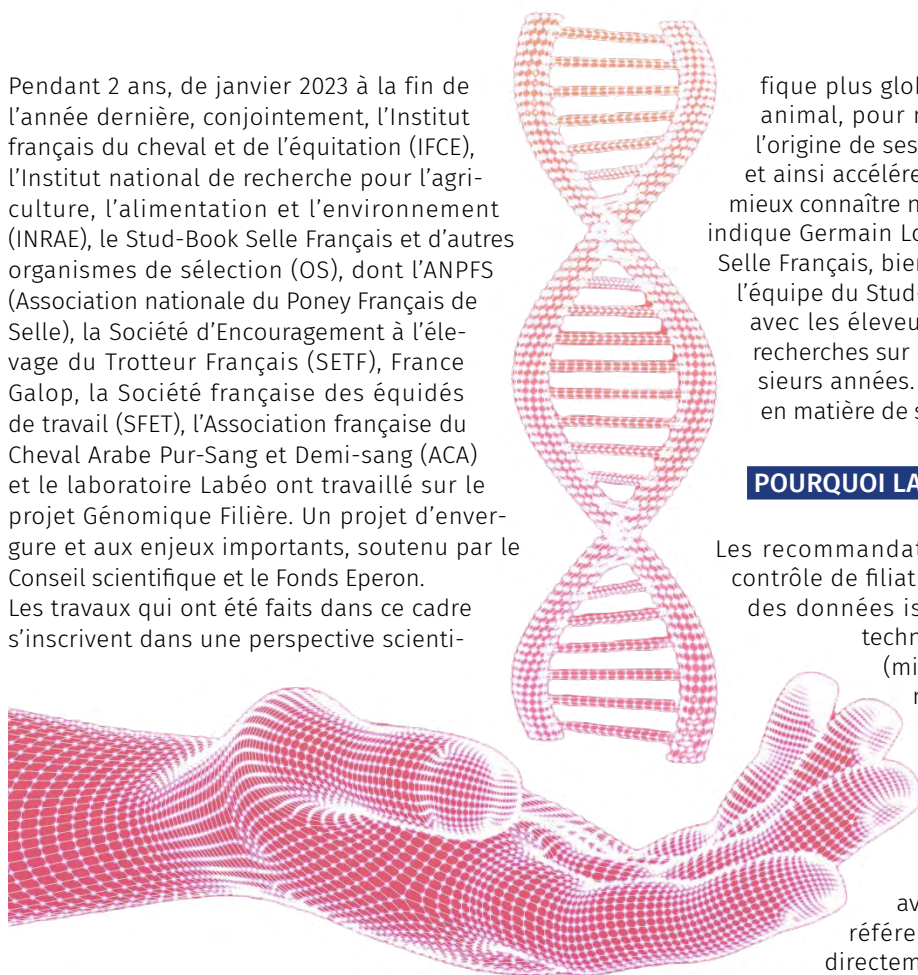 Pendant 2 ans, de janvier 2023 à la fin de
l'année dernière, conjointement, l'Institut
français du cheval et de l'équitation (IFCE),
l'Institut national de recherche pour l'agri-
culture, l'alimentation et l'environnement
(INRAE), le Stud-Book Selle Français et d'autres
organismes de sélection (OS), dont l'ANPFS
(Association nationale du Poney Français de
Selle), la Société d'Encouragement à l'éle-
vage du Trotteur Français (SETF), France
Galop, la Société française des équidés
de travail (SFET), l'Association française du
Cheval Arabe Pur-Sang et Demi-sang (ACA)
et le laboratoire Labéo ont travaillé sur le
projet Génomique Filière. Un projet d'enver-
gure et aux enjeux importants, soutenu par le
Conseil scientifique et le Fonds Eperon.
Les travaux qui ont été faits dans ce cadre
s'inscrivent dans une perspective scienti-
fique plus glob
animal, pour
l'origine de ses
et ainsi accélére
mieux connaître
indique Germain Lo
Selle Français, bien
l'équipe du Stud-
avec les éleveu
recherches sur
sieurs années.
en matière de s
POURQUOI LA
Les recommandat
contrôle de filiat
des données is
techn
(mi
av
référe
directem